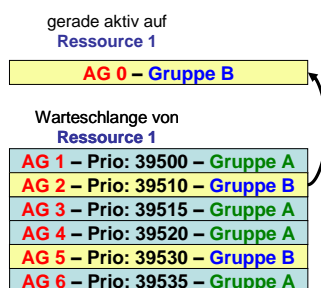 gerade aktiv auf
Ressource 1
AG 0 – Gruppe B
Warteschlange von
Ressource 1
AG 1 – Prio: 39500 – Gruppe A
AG 2 – Prio: 39510 – Gruppe B
AG 3 – Prio: 39515 – Gruppe A
AG 4 – Prio: 39520 – Gruppe A
AG 5 – Prio: 39530 – Gruppe B
AG 6 – Prio: 39535 – Gruppe A